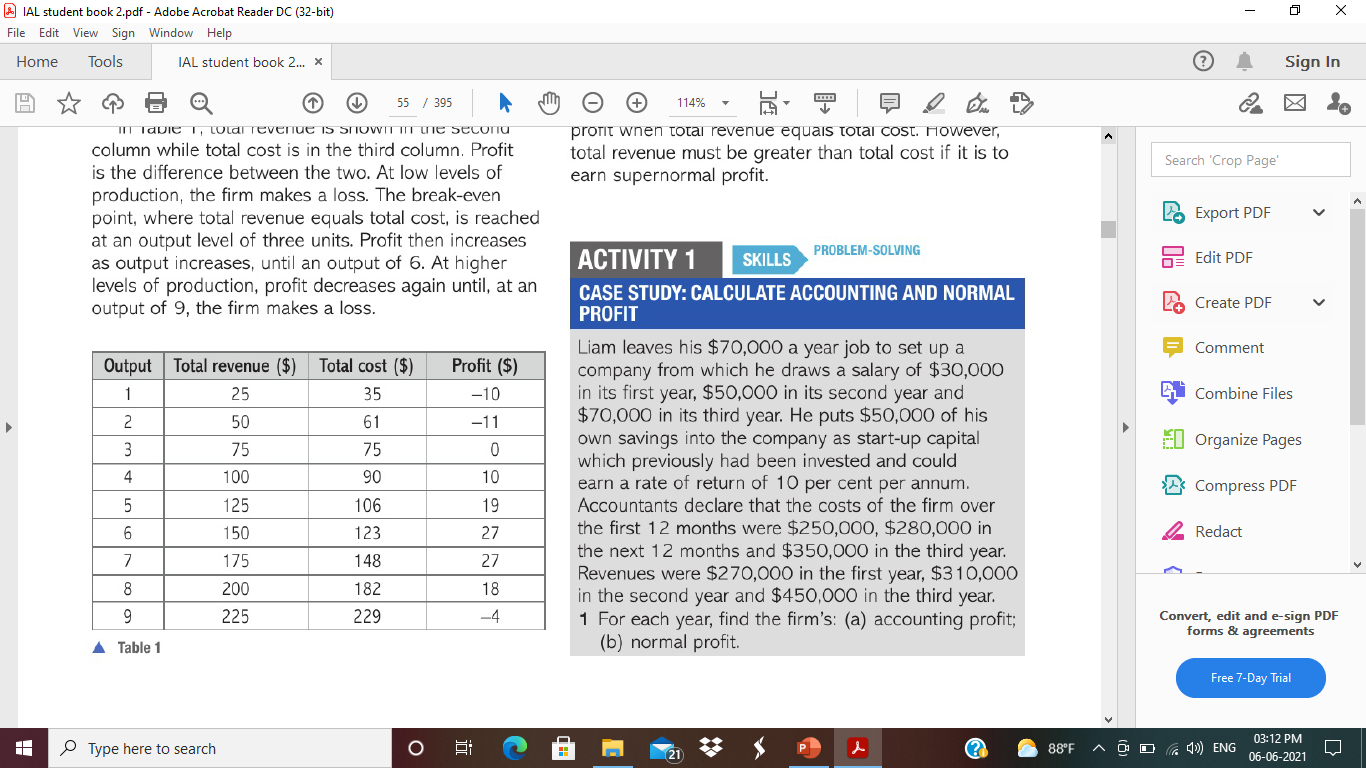 IAL student book 2.pdf - Adobe Acrobat Reader DC (32-bit)
File Edit View Sign Window Help
Home Tools IAL student book 2... × Sign In
55 / 395 114%
In Table 1, total revenue is shown in the second
column while total cost is in the third column. Profit
is the difference between the two. At low levels of
production, the firm makes a loss. The break-even
point, where total revenue equals total cost, is reached
at an output level of three units. Profit then increases
as output increases, until an output of 6. At higher
levels of production, profit decreases again until, at an
output of 9, the firm makes a loss.
Output Total revenue ($) Total cost ($) Profit ($)
1 25 35 –10
2 50 61 –11
3 75 75 0
4 100 90 10
5 125 106 19
6 150 123 27
7 175 148 27
8 200 182 18
9 225 229 –4
Table 1
profit when total revenue equals total cost. However,
total revenue must be greater than total cost if it is to
earn supernormal profit.
ACTIVITY 1 SKILLS PROBLEM-SOLVING
CASE STUDY: CALCULATE ACCOUNTING AND NORMAL
PROFIT
Liam leaves his $70,000 a year job to set up a
company from which he draws a salary of $30,000
in its first year, $50,000 in its second year and
$70,000 in its third year. He puts $50,000 of his
own savings into the company as start-up capital
which previously had been invested and could
earn a rate of return of 10 per cent per annum.
Accountants declare that the costs of the firm over
the first 12 months were $250,000, $280,000 in
the next 12 months and $350,000 in the third year.
Revenues were $270,000 in the first year, $310,000
in the second year and $450,000 in the third year.
1 For each year, find the firm's: (a) accounting profit;
(b) normal profit.
Search 'Crop Page'
Export PDF
Edit PDF
Create PDF
Comment
Combine Files
Organize Pages
Compress PDF
Redact
Convert, edit and e-sign PDF
forms & agreements
Free 7-Day Trial
Type here to search
21
88°F
ENG
03:12 PM
06-06-2021